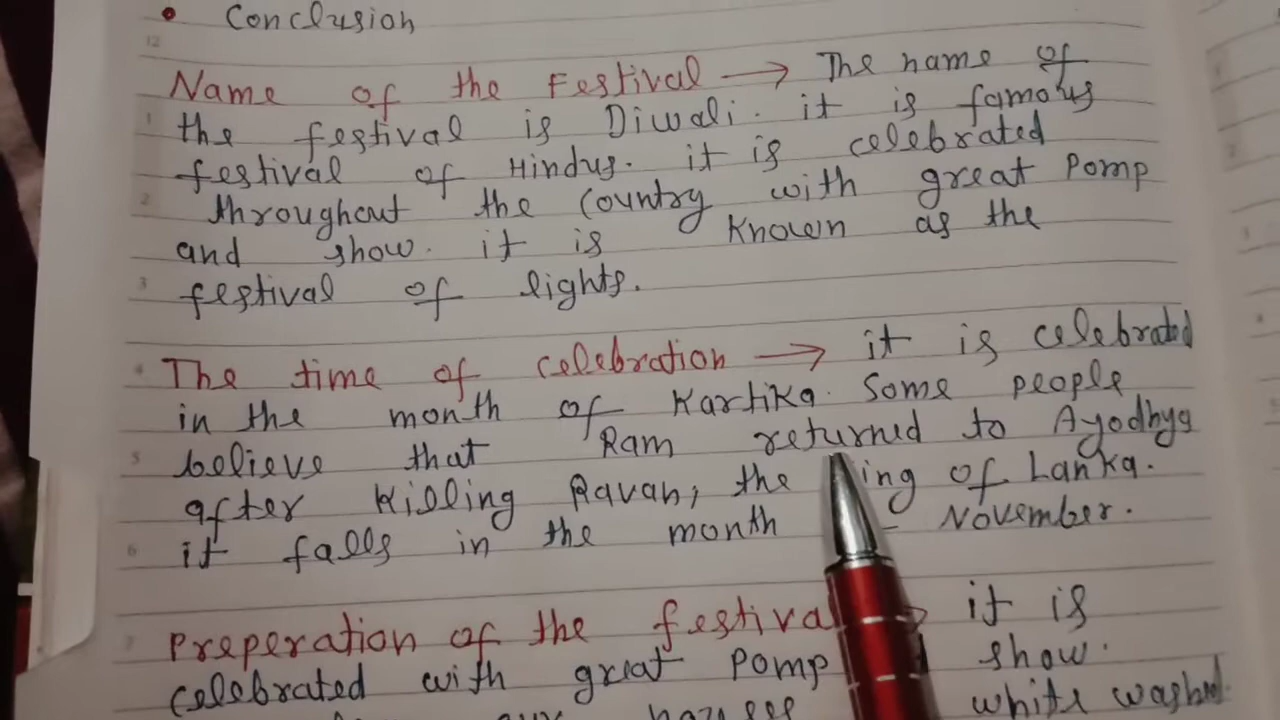 • Conclusion
Name of the Festival → The name of
the festival is Diwali. it is famous
festival of Hindus. it is celebrated
throughout the country with great Pomp
and show. it is known as the
festival of lights.
The time of celebration → it is celebrated
in the month of Kartika. Some people
believe that Ram returned to Ayodhya
after killing Ravan, the ing of Lanka.
it falls in the month November.
Preperation of the festival → it is
celebrated with great Pomp show.
white washed